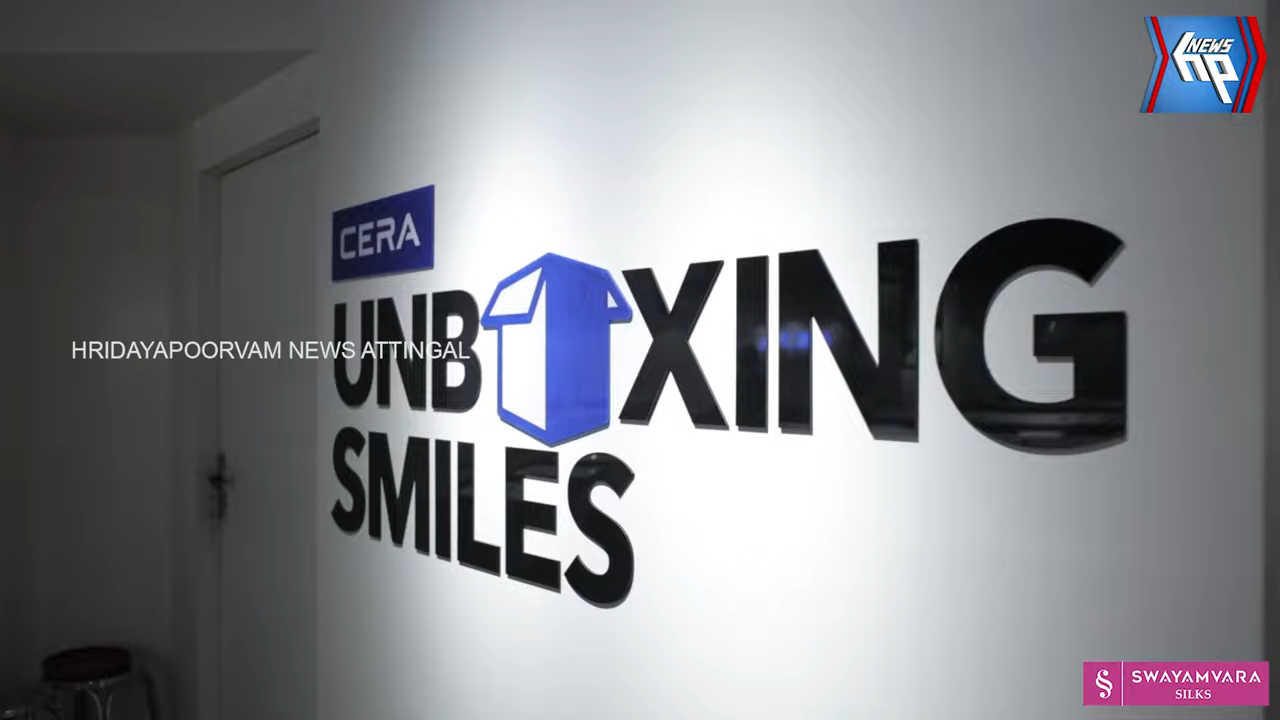 NEWS
hp
CERA
UNBOXING
HRIDAYAPOORVAM NEWS ATTINGAL
SMILES
SWAYAMVARA
SILKS